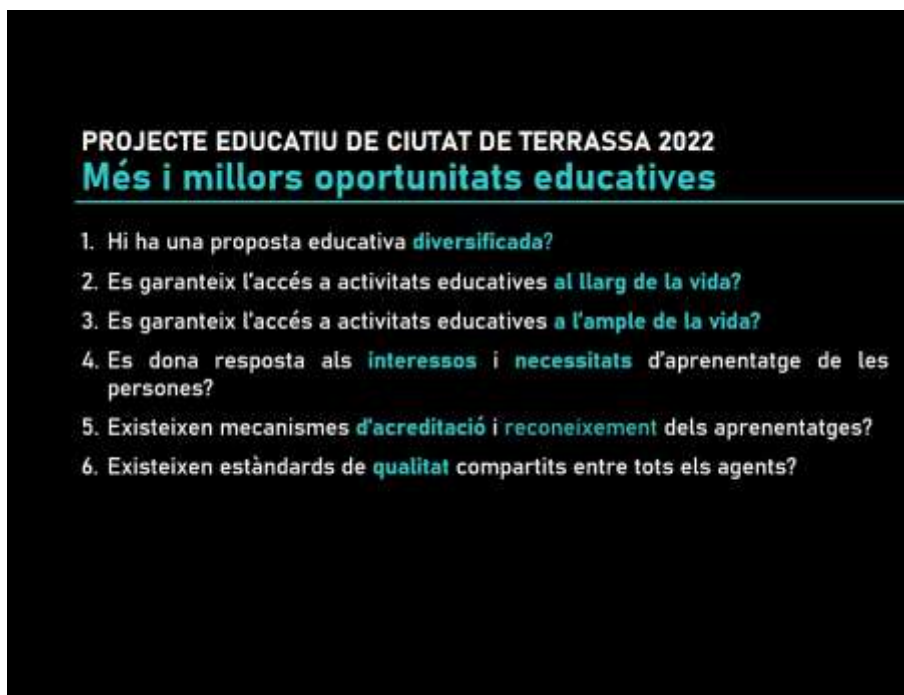 PROJECTE EDUCATIU DE CIUTAT DE TERRASSA 2022
Més i millors oportunitats educatives
1. Hi ha una proposta educativa diversificada?
2. Es garanteix l'accés a activitats educatives al llarg de la vida?
3. Es garanteix l'accés a activitats educatives a l'ample de la vida?
4. Es dona resposta als interessos i necessitats d'aprenentatge de les
persones?
5. Existeixen mecanismes d'acreditació i reconeixement dels aprenentatges?
6. Existeixen estàndards de qualitat compartits entre tots els agents?